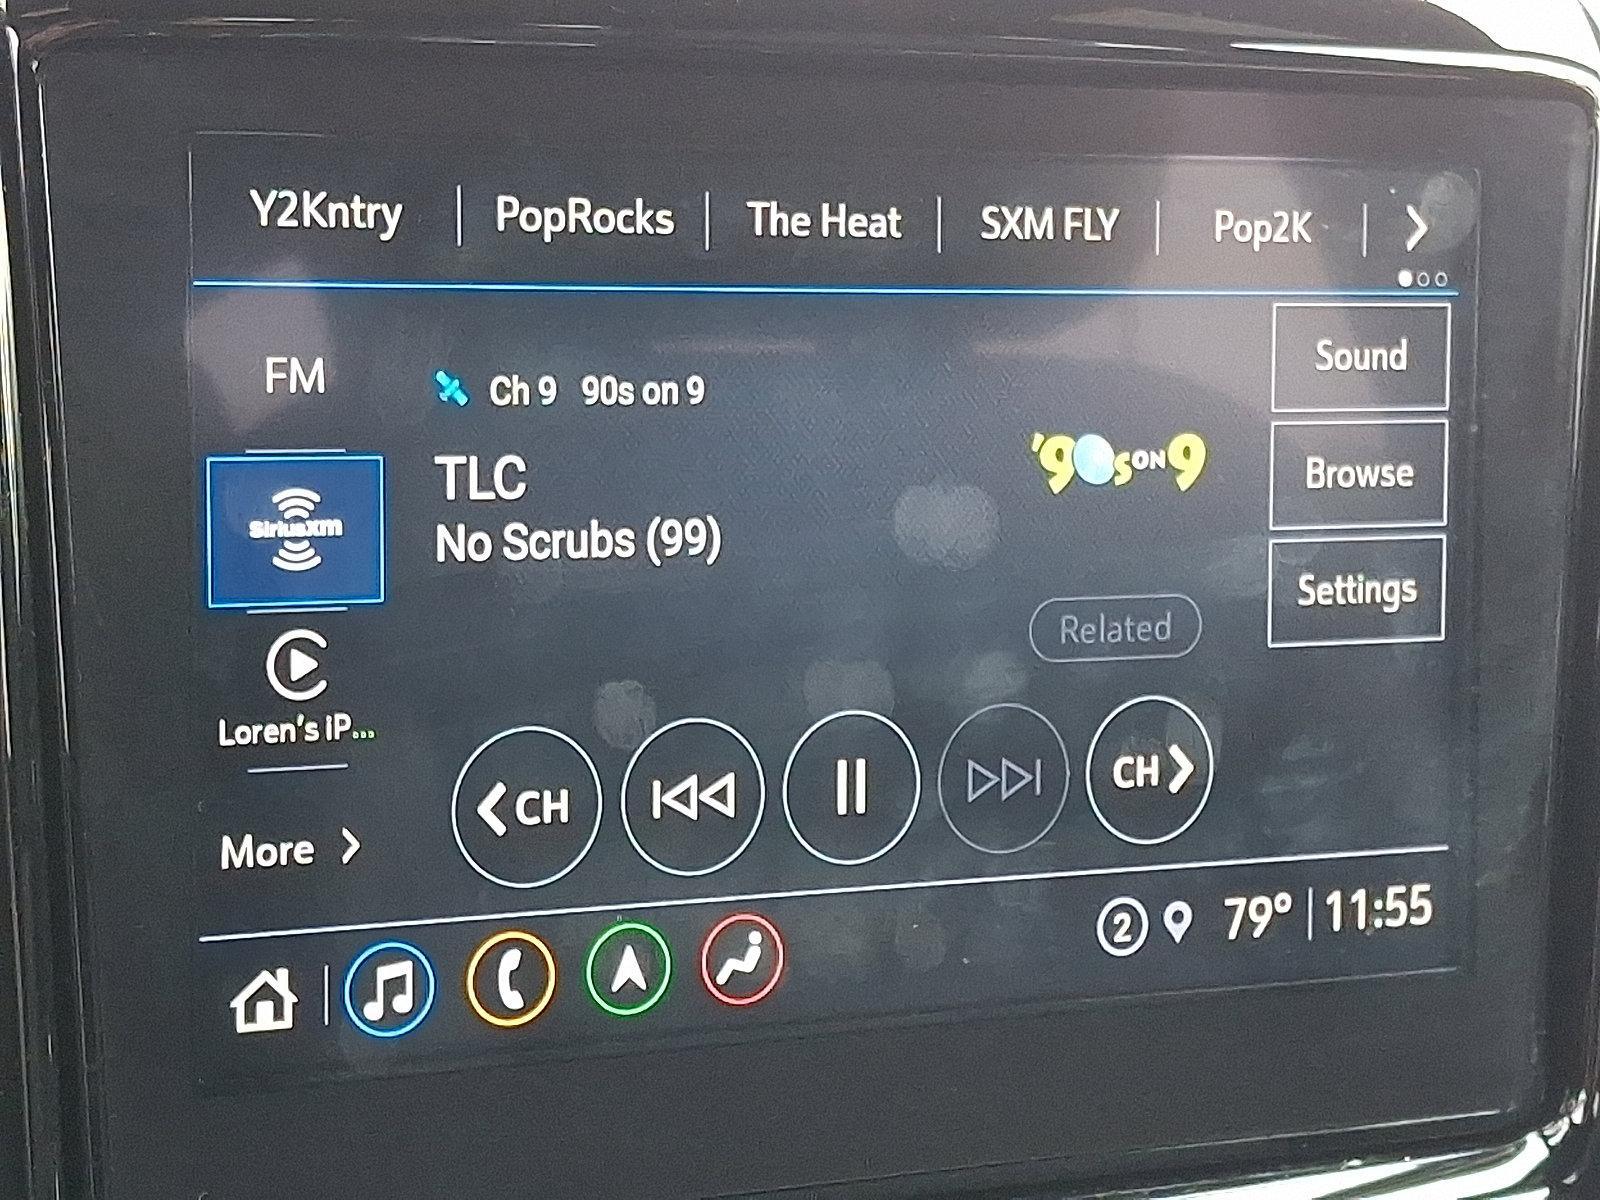 Y2Kntry | PopRocks | The Heat | SXM FLY | Pop2K
FM
Ch 9 90s on 9
Sound
SiriusXM
TLC
'90s ON 9
Browse
No Scrubs (99)
Related
Settings
Loren's iP...
CH
CH
More
2
79° | 11:55